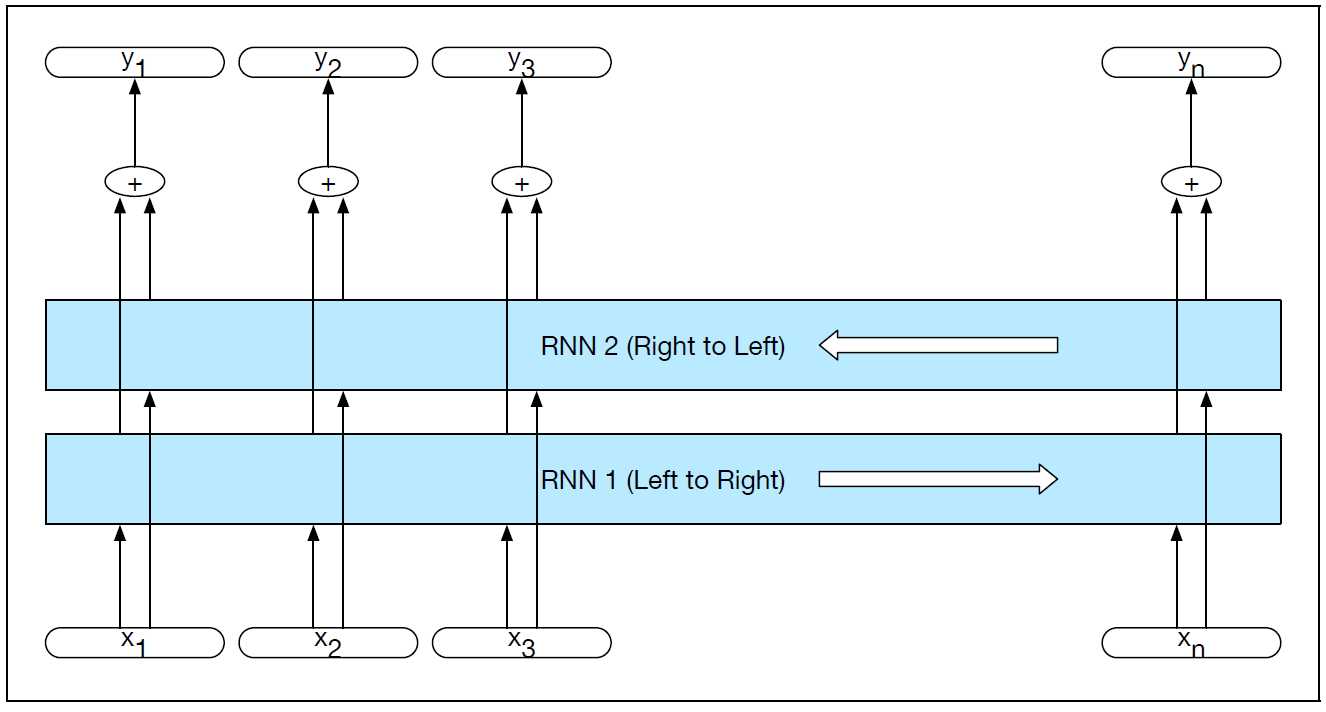 y1 y2 y3 yn
+ + + +
RNN 2 (Right to Left)
RNN 1 (Left to Right)
x1 x2 x3 xn